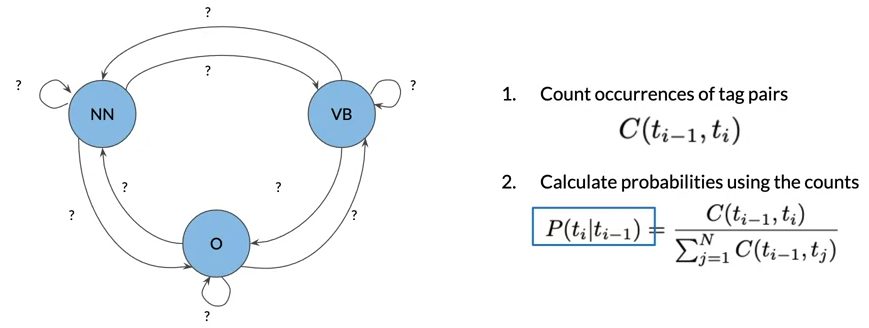 ?
?
?
?
NN
VB
?
?
?
?
O
?
1. Count occurrences of tag pairs
C(t_{i−1}, t_i)
2. Calculate probabilities using the counts
P(t_i|t_{i−1}) = \frac{C(t_{i−1}, t_i)}{\sum_{j=1}^{N} C(t_{i−1}, t_j)}